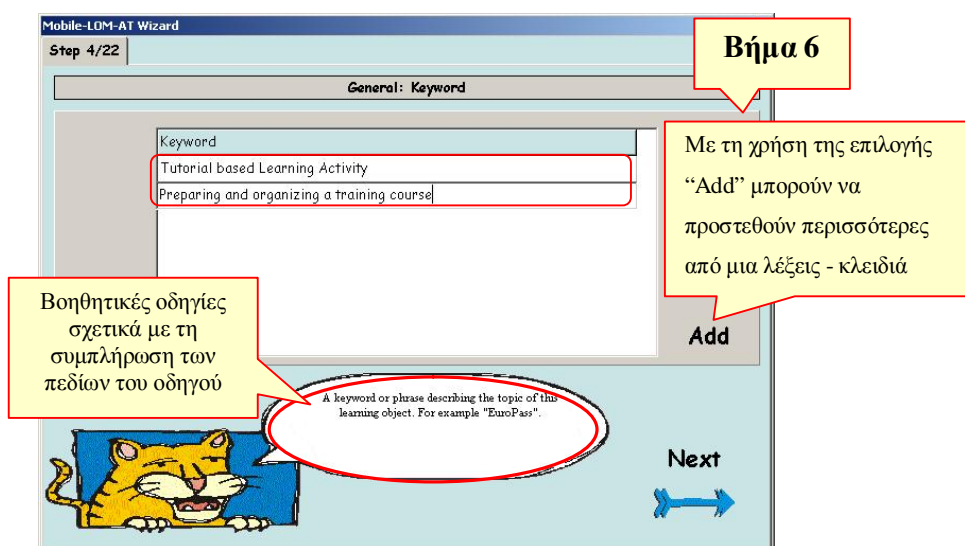 Mobile-LOM-AT Wizard
Step 4/22
Βήμα 6
General: Keyword
Keyword
Tutorial based Learning Activity
Preparing and organizing a training course
Με τη χρήση της επιλογής
“Add” μπορούν να
προστεθούν περισσότερες
από μια λέξεις - κλειδιά
Βοηθητικές οδηγίες
σχετικά με τη
συμπλήρωση των
πεδίων του οδηγού
Add
A keyword or phrase describing the topic of this
learning object. For example "EuroPass".
Next